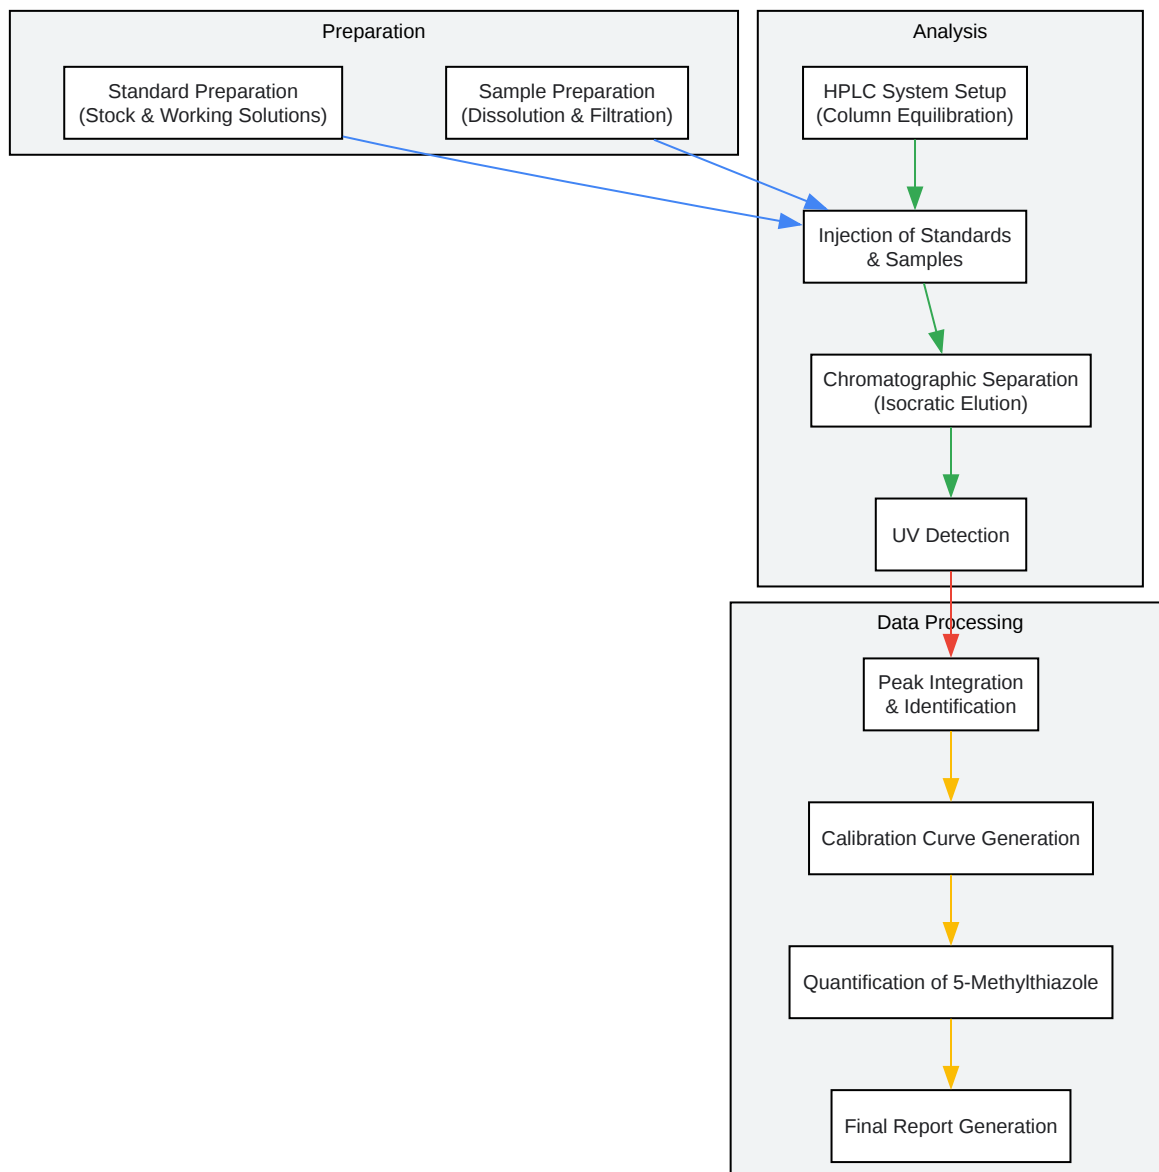 Preparation
Standard Preparation
(Stock & Working Solutions)
Sample Preparation
(Dissolution & Filtration)
Analysis
HPLC System Setup
(Column Equilibration)
Injection of Standards
& Samples
Chromatographic Separation
(Isocratic Elution)
UV Detection
Data Processing
Peak Integration
& Identification
Calibration Curve Generation
Quantification of 5-Methylthiazole
Final Report Generation